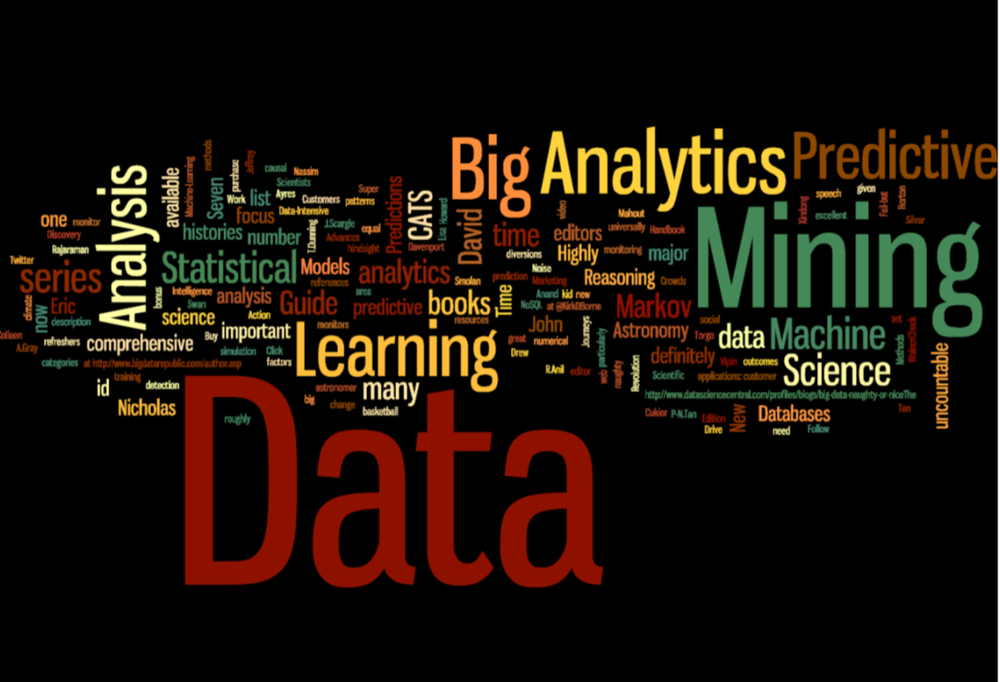 Big
Analytics
Predictive
Analysis
available
Machine-Learning
methods
Seven
purchase
Jeffrey
causal
Nassim
Scientists
Work
list
Ayres
Customers
Super
patterns
Data-Intensive
focus
Predictions
CATS
Lisa Howard
David
video
Mahout
Xindong
speech
given
Fail-bot
Horton
excellent
Silver
one
monitor
Discovery
Rajaraman
Twitter
series
histories
number
T.Dunning
J.Scargle
equal
Advances
hindsight
Davenport
time
editors
universally
Handbook
diversions
Highly
monitoring
major
Mining
climate
now
Eric
description
Statistical
Models
references
analytics
Smolan
prediction
Noise
Marketing
Reasoning
Crowds
bonus
Intelligence
Swan
analysis
Guide
area
predictive
books
Time
Anand
kid
new
NoSQL
at @KirkDBorne
Markov
science
Action
resources
John
Journeys
social
Colleen
A.Gray
refreshers
comprehensive
Buy
important
monitors
great
numerical
particularly
Astronomy
Torgo
data
Machine
set
Methods
categories
at http://www.bigdatarepublic.com/author.asp
simulation
Click
factors
Learning
Drew
web
naughty
Revolution
definitely
Vipin
outcomes
id
training
detection
astronomer
many
R.Anil
editor
Scientific
applications:
customer
Science
uncountable
Nicholas
big
change
basketball
http://www.datasciencecentral.com/profiles/blogs/big-data-naughty-or-niceThe
roughly
Cukier
P-N.Tan
Edition
New
Databases
Ten
Drive
need
Follow
Data